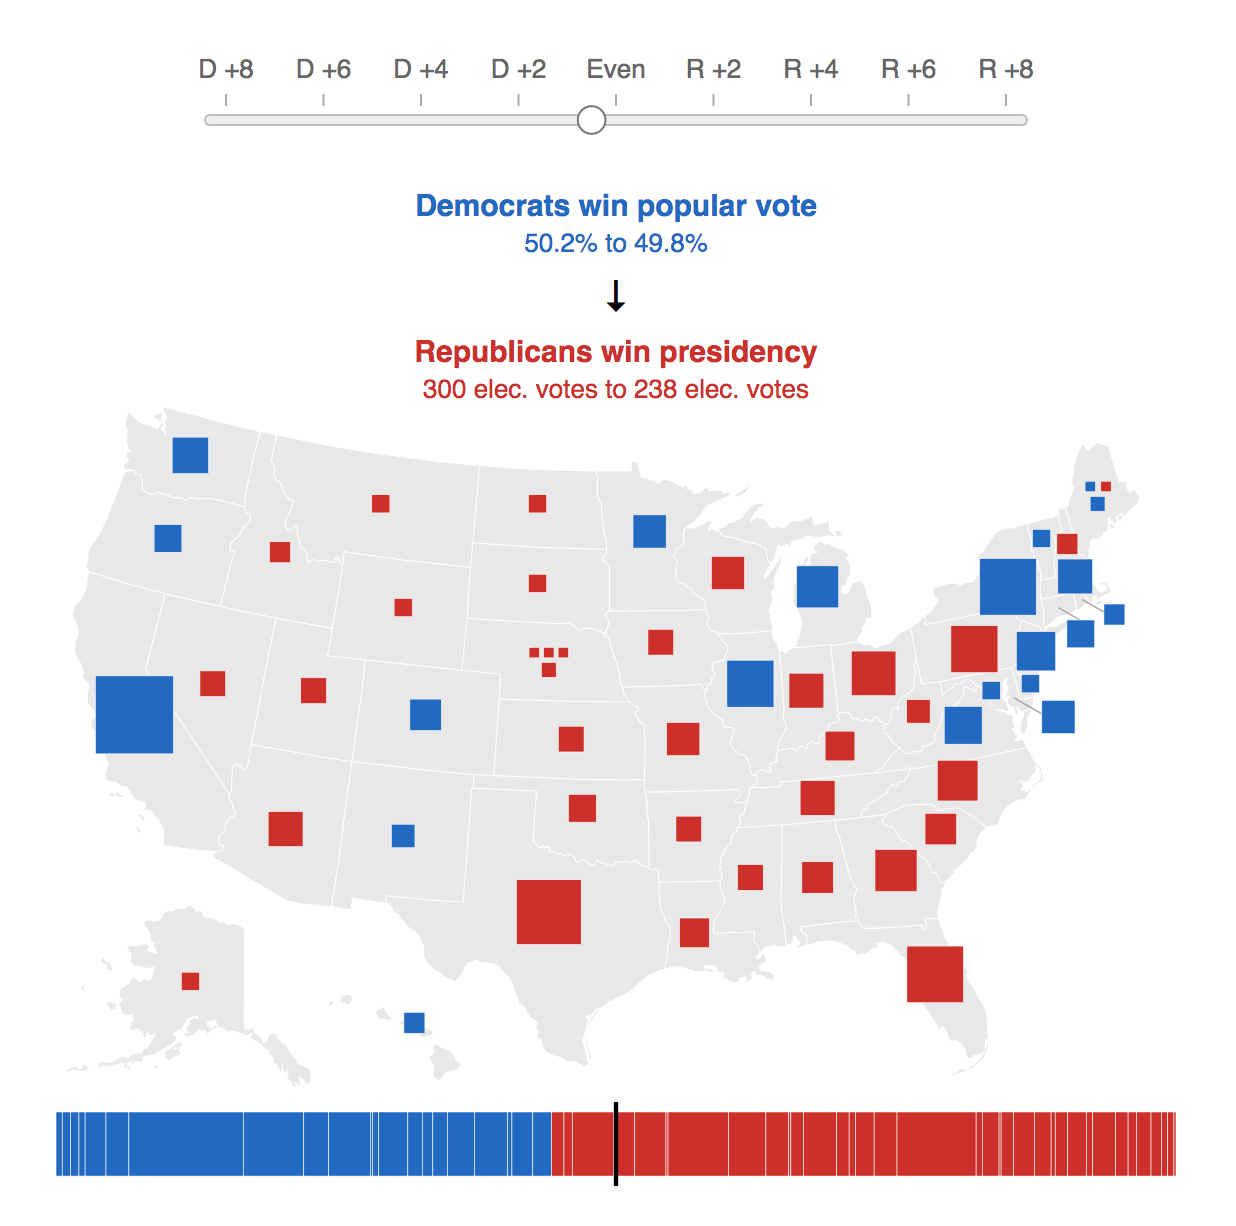 D +8 D +6 D +4 D +2 Even R +2 R +4 R +6 R +8
Democrats win popular vote
50.2% to 49.8%
Republicans win presidency
300 elec. votes to 238 elec. votes